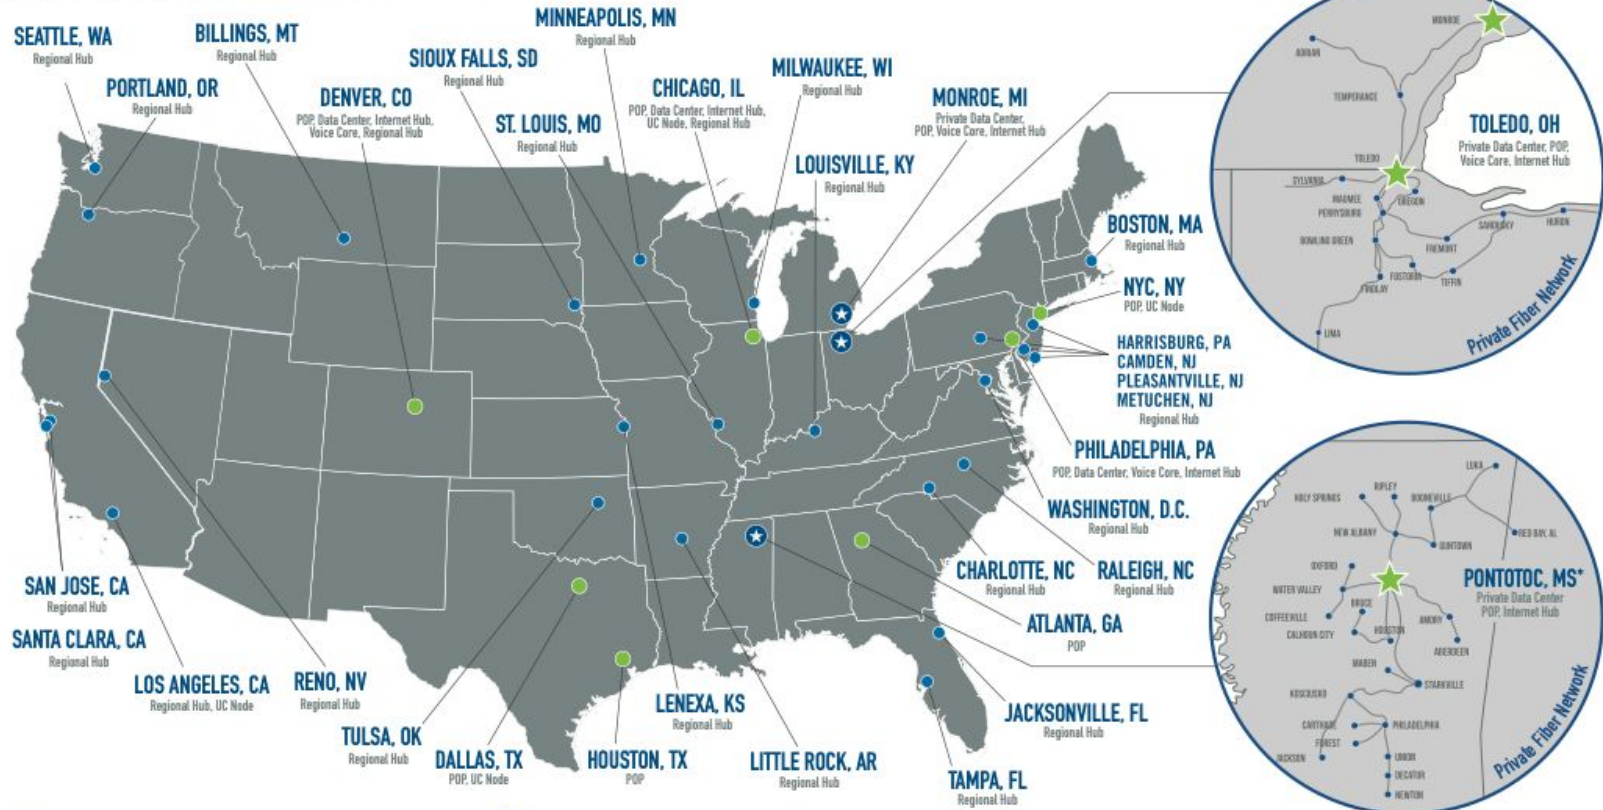 SEATTLE, WA
Regional Hub
PORTLAND, OR
Regional Hub
BILLINGS, MT
Regional Hub
DENVER, CO
POP, Data Center, Internet Hub,
Voice Core, Regional Hub
SIOUX FALLS, SD
Regional Hub
MINNEAPOLIS, MN
Regional Hub
ST. LOUIS, MO
Regional Hub
CHICAGO, IL
POP, Data Center, Internet Hub,
UC Node, Regional Hub
MILWAUKEE, WI
Regional Hub
LOUISVILLE, KY
Regional Hub
MONROE, MI
Private Data Center,
POP, Voice Core, Internet Hub
BOSTON, MA
Regional Hub
NYC, NY
POP, UC Node
HARRISBURG, PA
CAMDEN, NJ
PLEASANTVILLE, NJ
METUCHEN, NJ
Regional Hub
PHILADELPHIA, PA
POP, Data Center, Voice Core, Internet Hub
WASHINGTON, D.C.
Regional Hub
CHARLOTTE, NC
Regional Hub
RALEIGH, NC
Regional Hub
ATLANTA, GA
POP
JACKSONVILLE, FL
Regional Hub
TAMPA, FL
Regional Hub
SAN JOSE, CA
Regional Hub
SANTA CLARA, CA
Regional Hub
LOS ANGELES, CA
Regional Hub, UC Node
RENO, NV
Regional Hub
TULSA, OK
Regional Hub
DALLAS, TX
POP, UC Node
HOUSTON, TX
POP
LENEXA, KS
Regional Hub
LITTLE ROCK, AR
Regional Hub
MONROE
ADRIAN
TEMPERANCE
TOLEDO, OH
Private Data Center, POP,
Voice Core, Internet Hub
TOLEDO
SYLVANIA
MAUMEE
OREGON
PERRYSBURG
SANDUSKY
HURON
BOWLING GREEN
FREMONT
FOSTORIA
TIFFIN
FINDLAY
LIMA
Private Fiber Network
LUKA
HOLY SPRINGS
RIPLEY
BOONEVILLE
NEW ALBANY
GUNTOWN
RED BAY, AL
OXFORD
PONTOTOC, MS*
Private Data Center
POP, Internet Hub
WATER VALLEY
BRUCE
COFFEEVILLE
AMORY
CALHOUN CITY
HOUSTON
ABERDEEN
MABEN
STARKVILLE
KOSCIUSKO
CARTHAGE
PHILADELPHIA
FOREST
JACKSON
UNION
DECATOR
NEWTON
Private Fiber Network